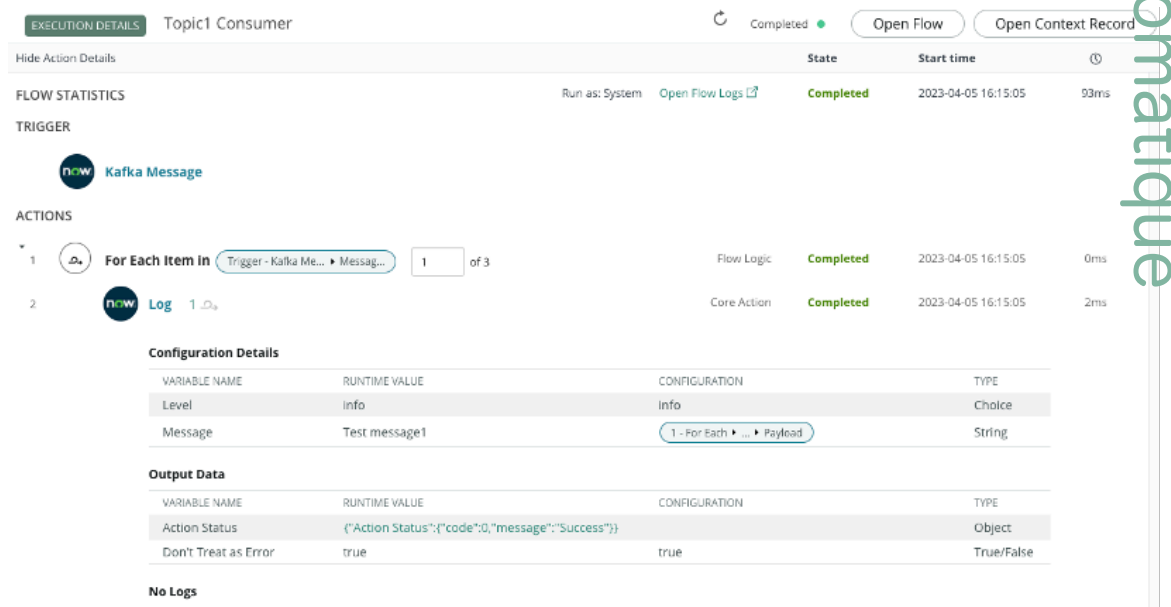 EXECUTION DETAILS Topic1 Consumer Completed Open Flow Open Context Record
Hide Action Details State Start time
FLOW STATISTICS Run as: System Open Flow Logs Completed 2023-04-05 16:15:05 93ms
TRIGGER
now Kafka Message
ACTIONS
1 For Each Item in Trigger - Kafka Me... ▸ Messag... 1 of 3 Flow Logic Completed 2023-04-05 16:15:05 0ms
2 now Log 1 Core Action Completed 2023-04-05 16:15:05 2ms
Configuration Details
VARIABLE NAME RUNTIME VALUE CONFIGURATION TYPE
Level info info Choice
Message Test message1 1 - For Each ▸ ... ▸ Payload String
Output Data
VARIABLE NAME RUNTIME VALUE CONFIGURATION TYPE
Action Status {"Action Status":{"code":0,"message":"Success"}} Object
Don't Treat as Error true true True/False
No Logs
omatique